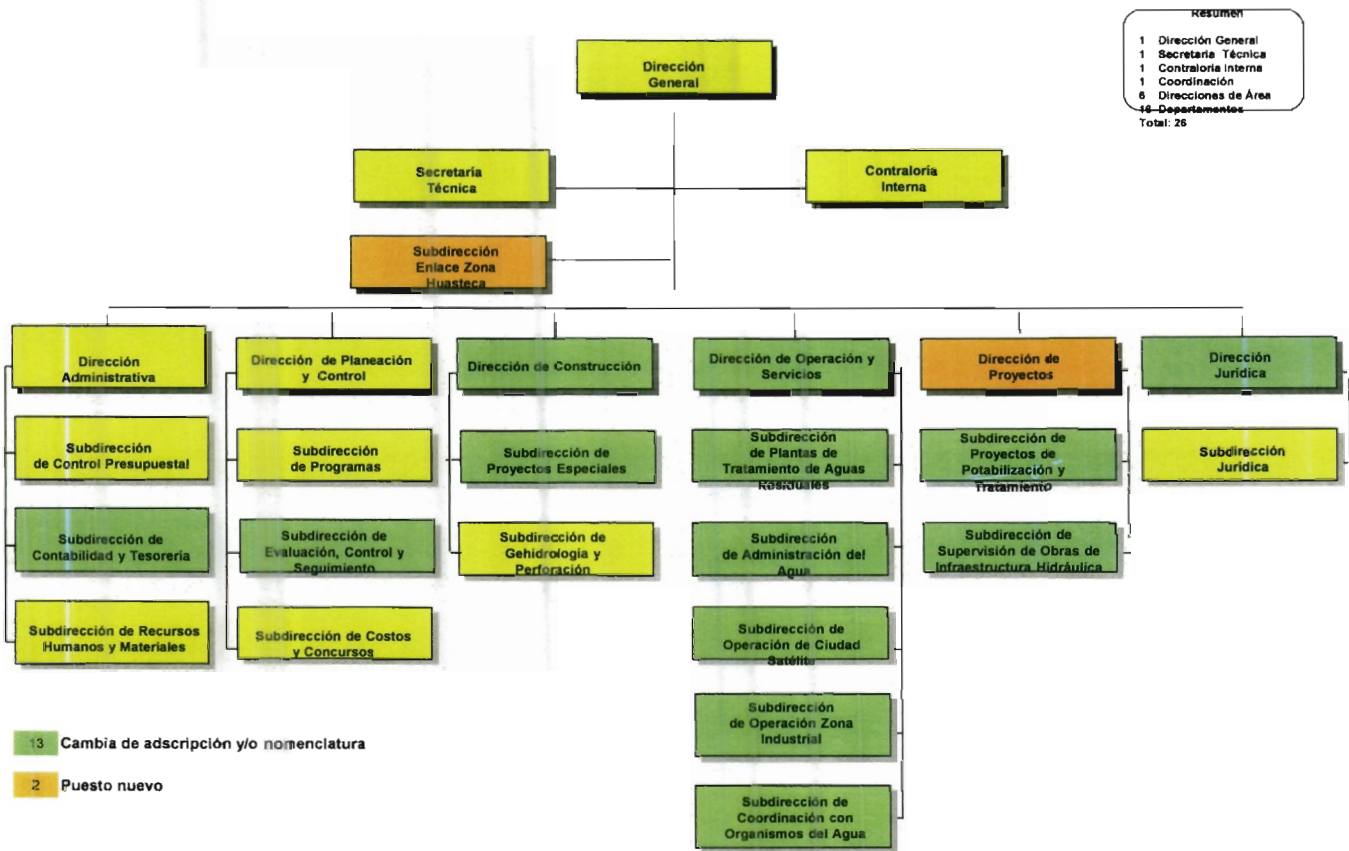 Resumen
1 Dirección General
1 Secretaria Técnica
1 Contraloría Interna
1 Coordinación
6 Direcciones de Área
16 Departamentos
Total: 26
Dirección
General
Secretaría
Técnica
Contraloría
Interna
Subdirección
Enlace Zona
Huasteca
Dirección
Administrativa
Dirección de Planeación
y Control
Dirección de Construcción
Dirección de Operación y
Servicios
Dirección de
Proyectos
Dirección
Jurídica
Subdirección
de Control Presupuestal
Subdirección
de Programas
Subdirección de
Proyectos Especiales
Subdirección
de Plantas de
Tratamiento de Aguas
Residuales
Subdirección de
Proyectos de
Potabilización y
Tratamiento
Subdirección
Jurídica
Subdirección de
Contabilidad y Tesorería
Subdirección de
Evaluación, Control y
Seguimiento
Subdirección de
Gehidrología y
Perforación
Subdirección
de Administración del
Agua
Subdirección de
Supervisión de Obras de
Infraestructura Hidráulica
Subdirección de Recursos
Humanos y Materiales
Subdirección de Costos
y Concursos
Subdirección de
Operación de Ciudad
Satélite
Subdirección
de Operación Zona
Industrial
Subdirección de
Coordinación con
Organismos del Agua
13 Cambia de adscripción y/o nomenclatura
2 Puesto nuevo